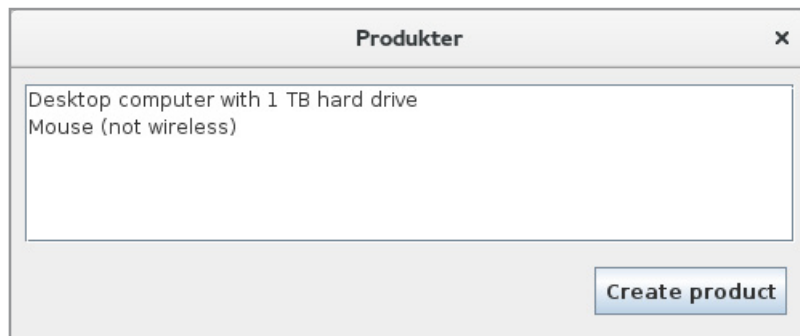 Produkter
Desktop computer with 1 TB hard drive
Mouse (not wireless)
Create product